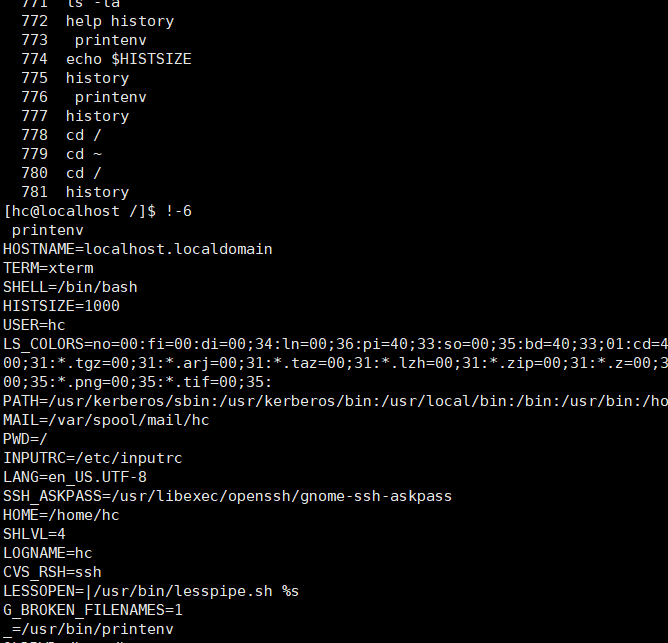 771  ls -la
772  help history
773   printenv
774  echo $HISTSIZE
775  history
776   printenv
777  history
778  cd /
779  cd ~
780  cd /
781  history
[hc@localhost /]$ !-6
 printenv
HOSTNAME=localhost.localdomain
TERM=xterm
SHELL=/bin/bash
HISTSIZE=1000
USER=hc
LS_COLORS=no=00:fi=00:di=00;34:ln=00;36:pi=40;33:so=00;35:bd=40;33;01:cd=4
00;31:*.tgz=00;31:*.arj=00;31:*.taz=00;31:*.lzh=00;31:*.zip=00;31:*.z=00;3
00;35:*.png=00;35:*.tif=00;35:
PATH=/usr/kerberos/sbin:/usr/kerberos/bin:/usr/local/bin:/bin:/usr/bin:/ho
MAIL=/var/spool/mail/hc
PWD=/
INPUTRC=/etc/inputrc
LANG=en_US.UTF-8
SSH_ASKPASS=/usr/libexec/openssh/gnome-ssh-askpass
HOME=/home/hc
SHLVL=4
LOGNAME=hc
CVS_RSH=ssh
LESSOPEN=|/usr/bin/lesspipe.sh %s
G_BROKEN_FILENAMES=1
_=/usr/bin/printenv